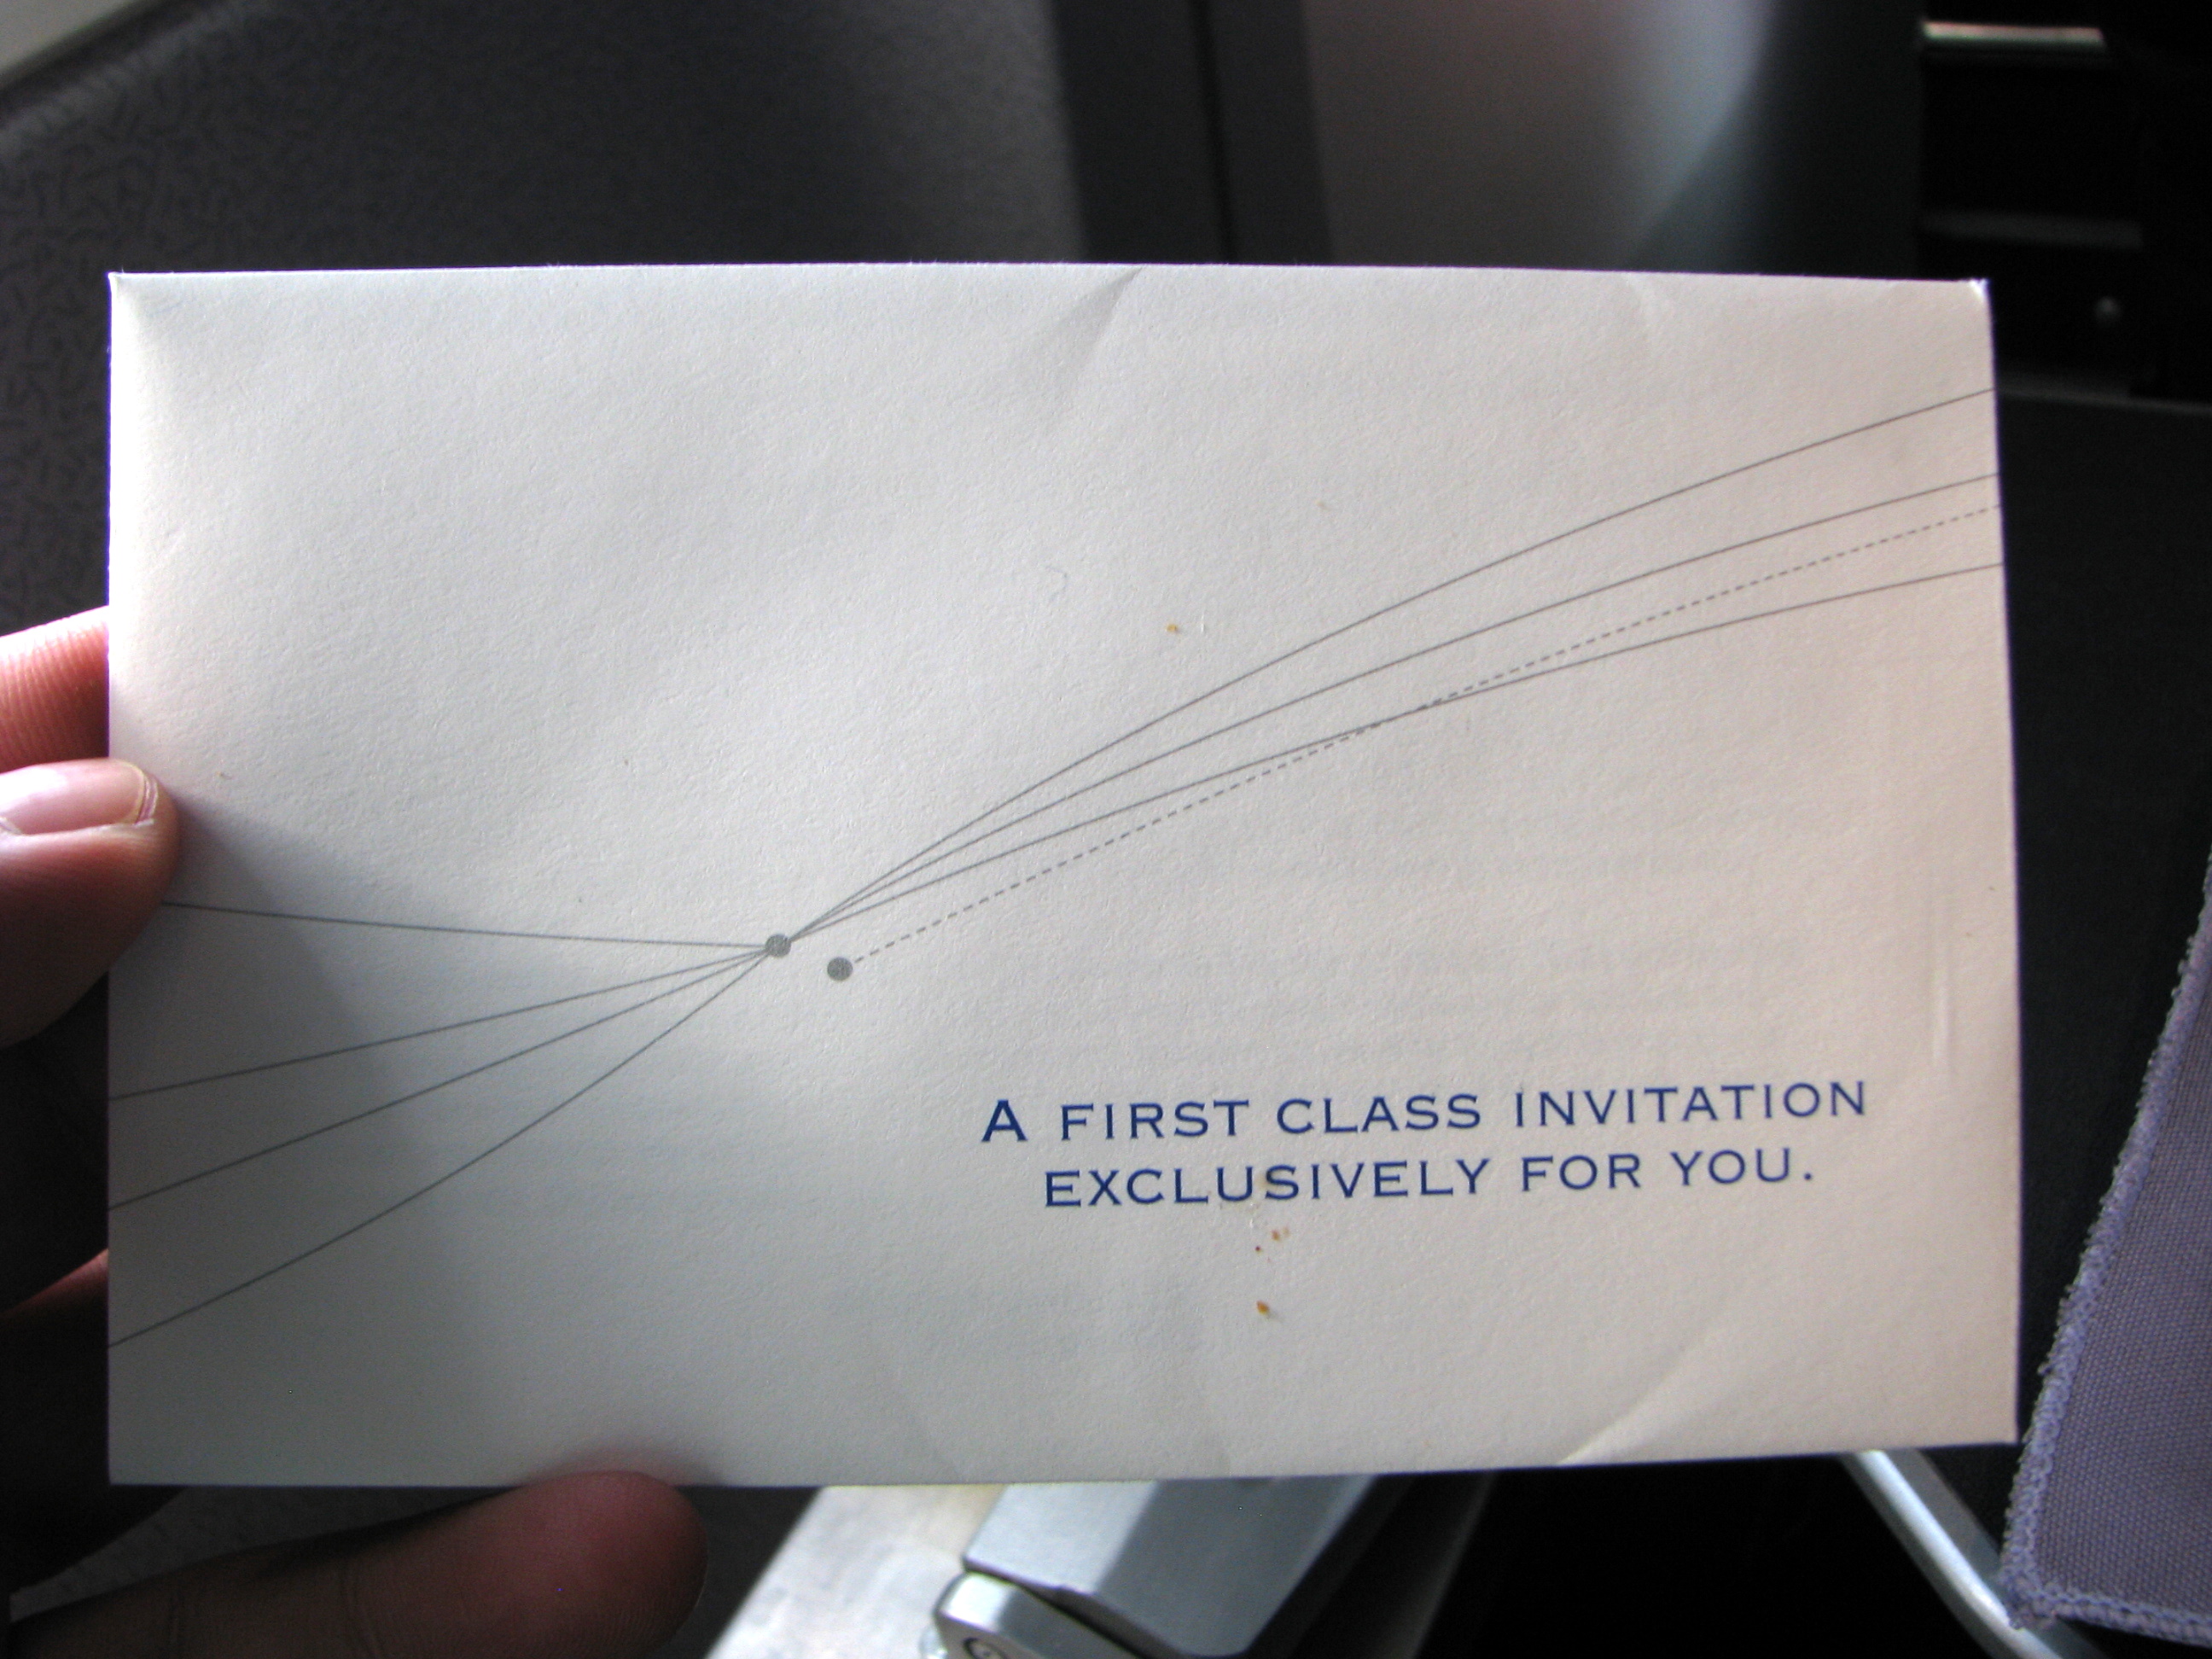 A FIRST CLASS INVITATION
EXCLUSIVELY FOR YOU.